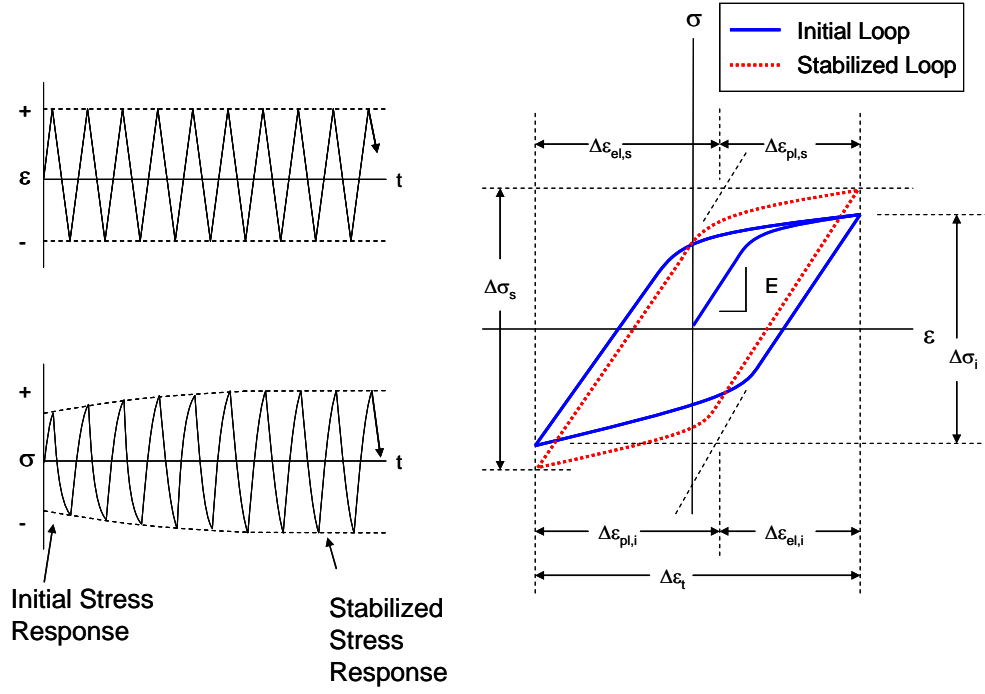 +
ε
-
t
+
σ
-
t
Initial Stress
Response
Stabilized
Stress
Response
σ
Initial Loop
Stabilized Loop
Δεel,s
Δεpl,s
Δσs
E
ε
Δσi
Δεpl,i
Δεel,i
Δεt